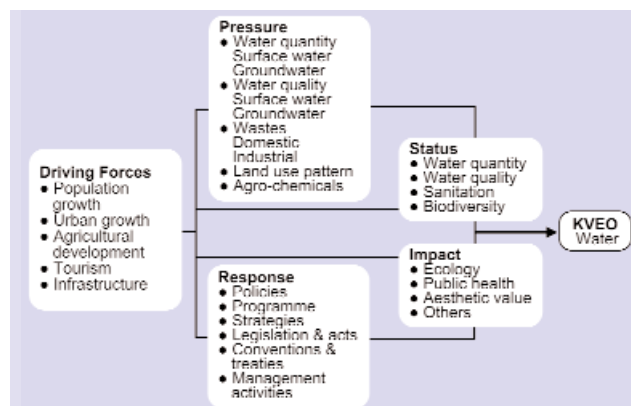 Pressure
● Water quantity
Surface water
Groundwater
● Water quality
Surface water
Groundwater
● Wastes
Domestic
Industrial
● Land use pattern
● Agro-chemicals
Driving Forces
● Population
growth
● Urban growth
● Agricultural
development
● Tourism
● Infrastructure
Status
● Water quantity
● Water quality
● Sanitation
● Biodiversity
KVEO
Water
Impact
● Ecology
● Public health
● Aesthetic value
● Others
Response
● Policies
● Programme
● Strategies
● Legislation & acts
● Conventions &
treaties
● Management
activities